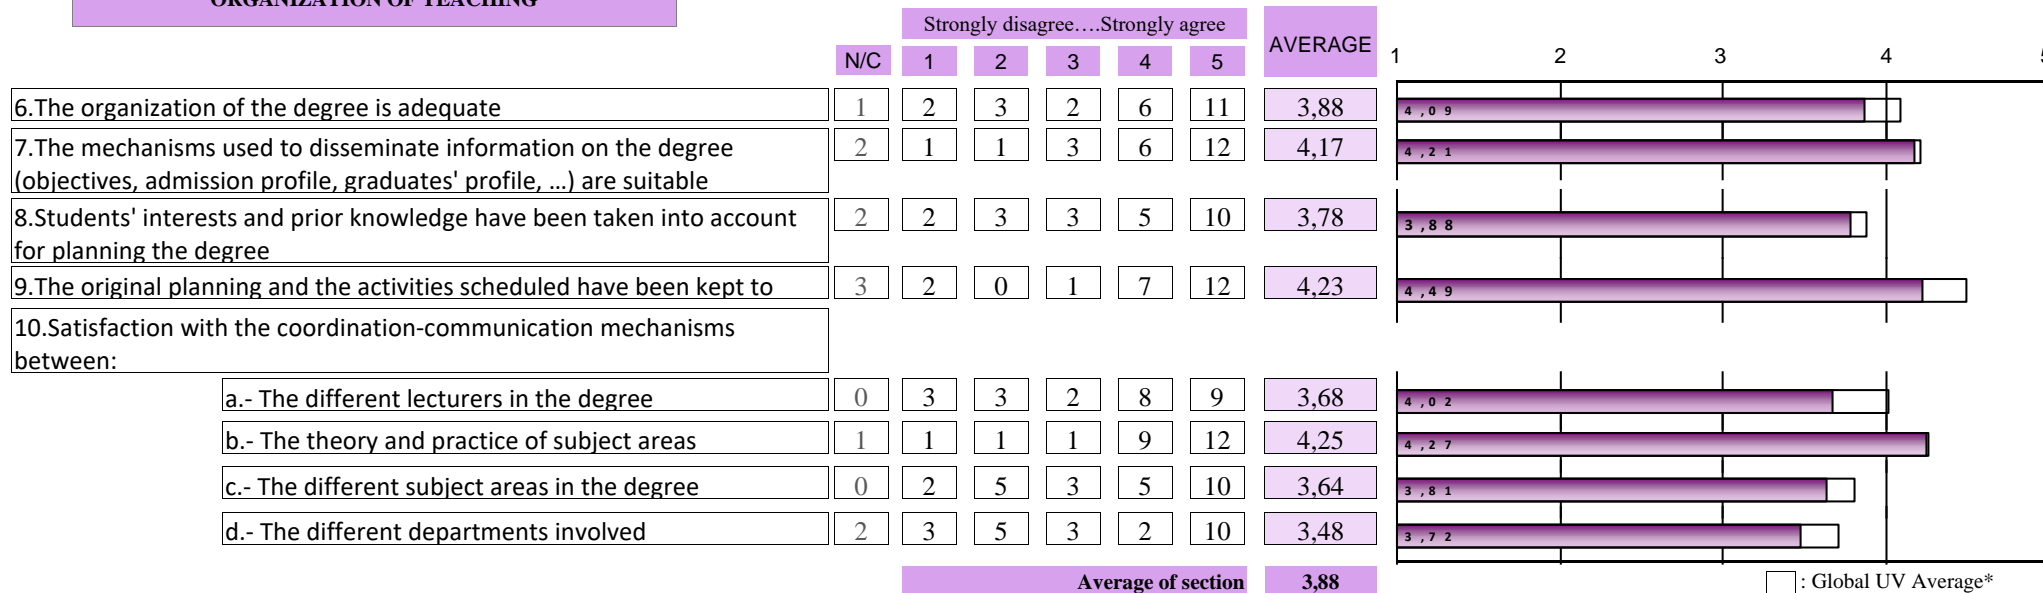 ORGANIZATION OF TEACHING
Strongly disagree….Strongly agree
AVERAGE
N/C 1 2 3 4 5
1 2 3 4 5
6.The organization of the degree is adequate 1 2 3 2 6 11 3,88 4,09
7.The mechanisms used to disseminate information on the degree 2 1 1 3 6 12 4,17 4,21
(objectives, admission profile, graduates' profile, ...) are suitable
8.Students' interests and prior knowledge have been taken into account 2 2 3 3 5 10 3,78 3,88
for planning the degree
9.The original planning and the activities scheduled have been kept to 3 2 0 1 7 12 4,23 4,49
10.Satisfaction with the coordination-communication mechanisms
between:
a.- The different lecturers in the degree 0 3 3 2 8 9 3,68 4,02
b.- The theory and practice of subject areas 1 1 1 1 9 12 4,25 4,27
c.- The different subject areas in the degree 0 2 5 3 5 10 3,64 3,81
d.- The different departments involved 2 3 5 3 2 10 3,48 3,72
Average of section 3,88
: Global UV Average*